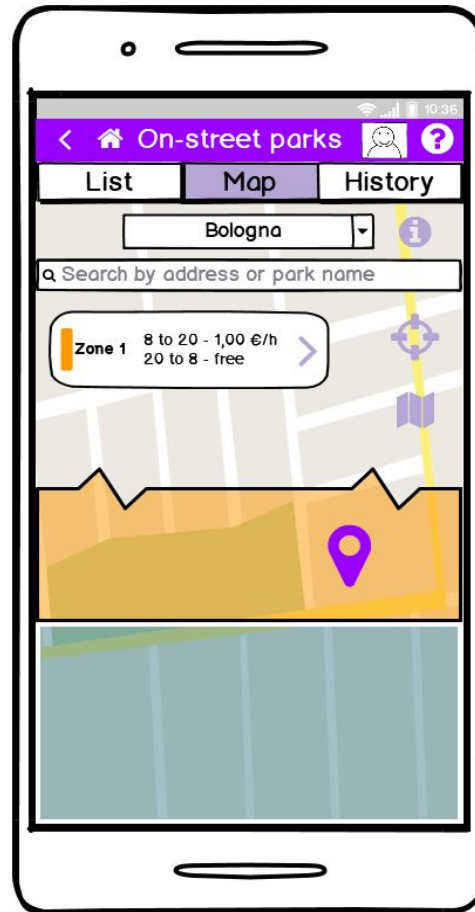 10:36
On-street parks
?
List Map History
Bologna
i
Search by address or park name
Zone 1
8 to 20 - 1,00 €/h
20 to 8 - free